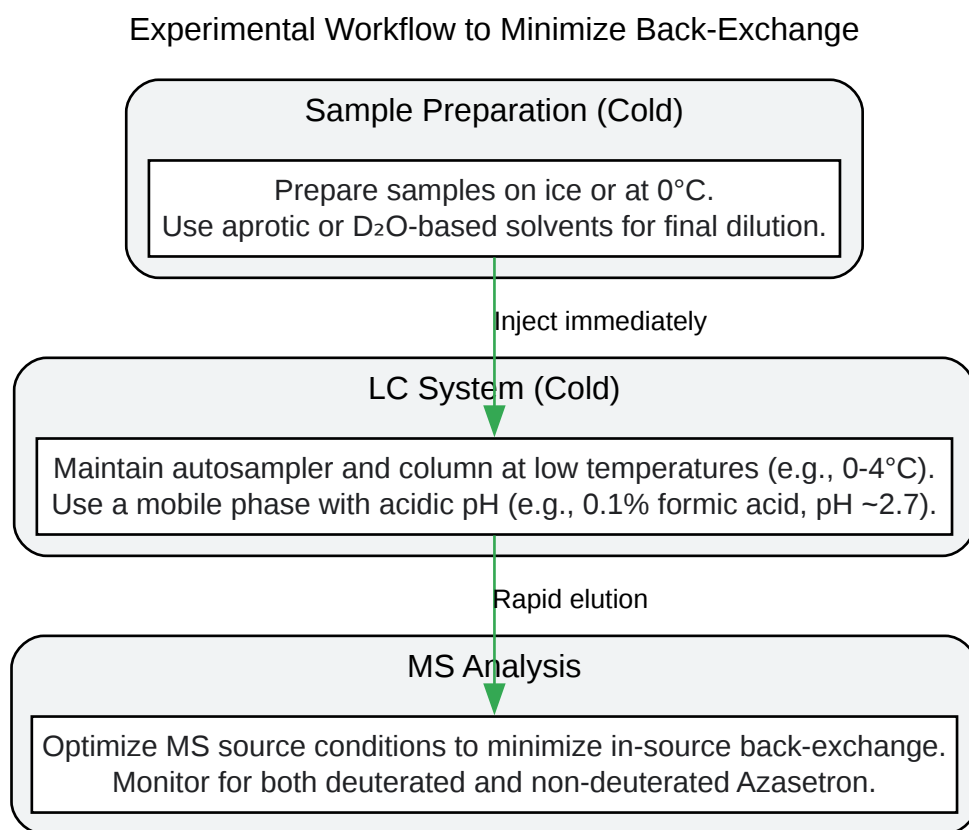 Experimental Workflow to Minimize Back-Exchange
Sample Preparation (Cold)
Prepare samples on ice or at 0°C.
Use aprotic or D₂O-based solvents for final dilution.
Inject immediately
LC System (Cold)
Maintain autosampler and column at low temperatures (e.g., 0-4°C).
Use a mobile phase with acidic pH (e.g., 0.1% formic acid, pH ~2.7).
Rapid elution
MS Analysis
Optimize MS source conditions to minimize in-source back-exchange.
Monitor for both deuterated and non-deuterated Azasetron.